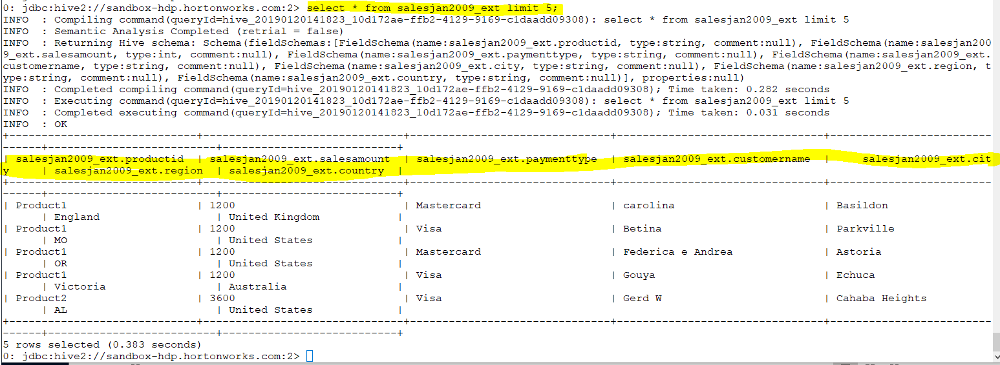 0: jdbc:hive2://sandbox-hdp.hortonworks.com:2> select * from salesjan2009_ext limit 5;
INFO  : Compiling command(queryId=hive_20190120141823_10d172ae-ffb2-4129-9169-c1daadd09308): select * from salesjan2009_ext limit 5
INFO  : Semantic Analysis Completed (retrial = false)
INFO  : Returning Hive schema: Schema(fieldSchemas:[FieldSchema(name:salesjan2009_ext.productid, type:string, comment:null), FieldSchema(name:salesjan200
9_ext.salesamount, type:int, comment:null), FieldSchema(name:salesjan2009_ext.paymenttype, type:string, comment:null), FieldSchema(name:salesjan2009_ext.
customername, type:string, comment:null), FieldSchema(name:salesjan2009_ext.city, type:string, comment:null), FieldSchema(name:salesjan2009_ext.region, t
ype:string, comment:null), FieldSchema(name:salesjan2009_ext.country, type:string, comment:null)], properties:null)
INFO  : Completed compiling command(queryId=hive_20190120141823_10d172ae-ffb2-4129-9169-c1daadd09308); Time taken: 0.282 seconds
INFO  : Executing command(queryId=hive_20190120141823_10d172ae-ffb2-4129-9169-c1daadd09308): select * from salesjan2009_ext limit 5
INFO  : Completed executing command(queryId=hive_20190120141823_10d172ae-ffb2-4129-9169-c1daadd09308); Time taken: 0.031 seconds
INFO  : OK
+------------------------------+-------------------------------+-------------------------------+--------------------------------+-------------------------
------+--------------------------+---------------------------+
| salesjan2009_ext.productid  | salesjan2009_ext.salesamount  | salesjan2009_ext.paymenttype  | salesjan2009_ext.customername  |     salesjan2009_ext.cit
y     | salesjan2009_ext.region  | salesjan2009_ext.country  |
+------------------------------+-------------------------------+-------------------------------+--------------------------------+-------------------------
------+--------------------------+---------------------------+
| Product1 | 1200 | Mastercard | carolina | Basildon
| England | United Kingdom |
| Product1 | 1200 | Visa | Betina | Parkville
| MO | United States |
| Product1 | 1200 | Mastercard | Federica e Andrea | Astoria
| OR | United States |
| Product1 | 1200 | Visa | Gouya | Echuca
| Victoria | Australia |
| Product2 | 3600 | Visa | Gerd W | Cahaba Heights
| AL | United States |
+------------------------------+-------------------------------+-------------------------------+--------------------------------+-------------------------
------+--------------------------+---------------------------+
5 rows selected (0.383 seconds)
0: jdbc:hive2://sandbox-hdp.hortonworks.com:2>